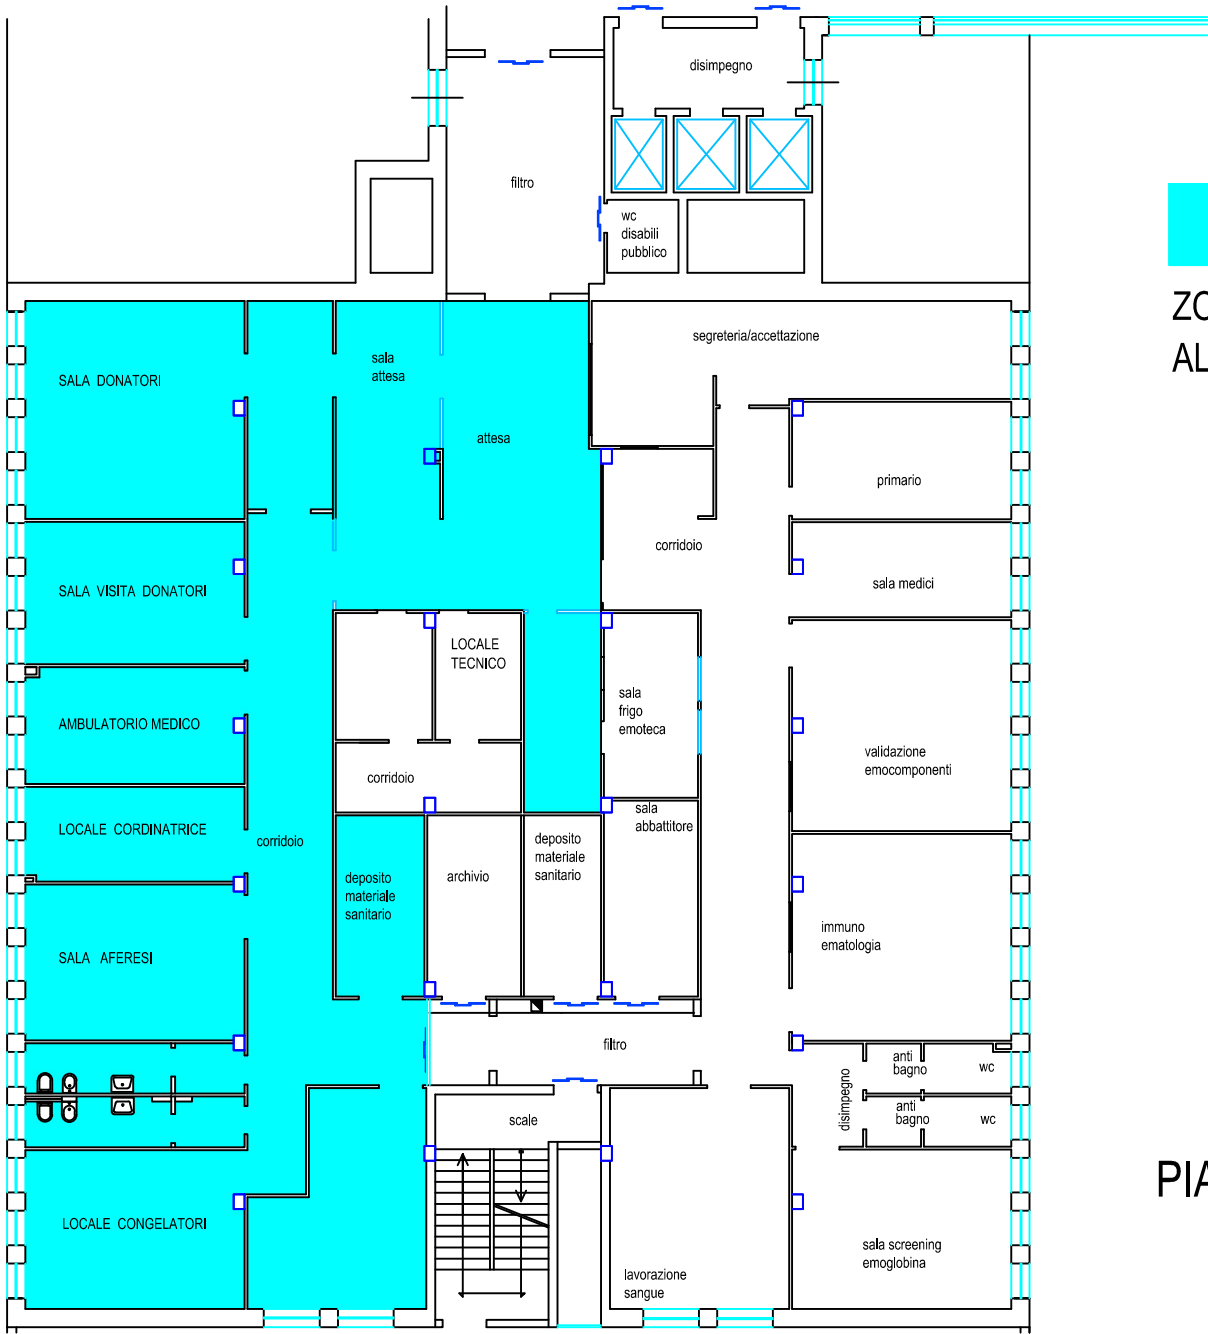 disimpegno
filtro
wc
disabili
pubblico
ZO
AL
segreteria/accettazione
sala
attesa
SALA DONATORI
attesa
primario
corridoio
sala medici
SALA VISITA DONATORI
LOCALE
TECNICO
sala
frigo
emoteca
AMBULATORIO MEDICO
validazione
emocomponenti
corridoio
sala
abbattitore
LOCALE CORDINATRICE
corridoio
deposito
materiale
sanitario
archivio
deposito
materiale
sanitario
immuno
ematologia
SALA AFERESI
filtro
anti
bagno
wc
disimpegno
anti
bagno
wc
scale
PIA
LOCALE CONGELATORI
sala screening
emoglobina
lavorazione
sangue